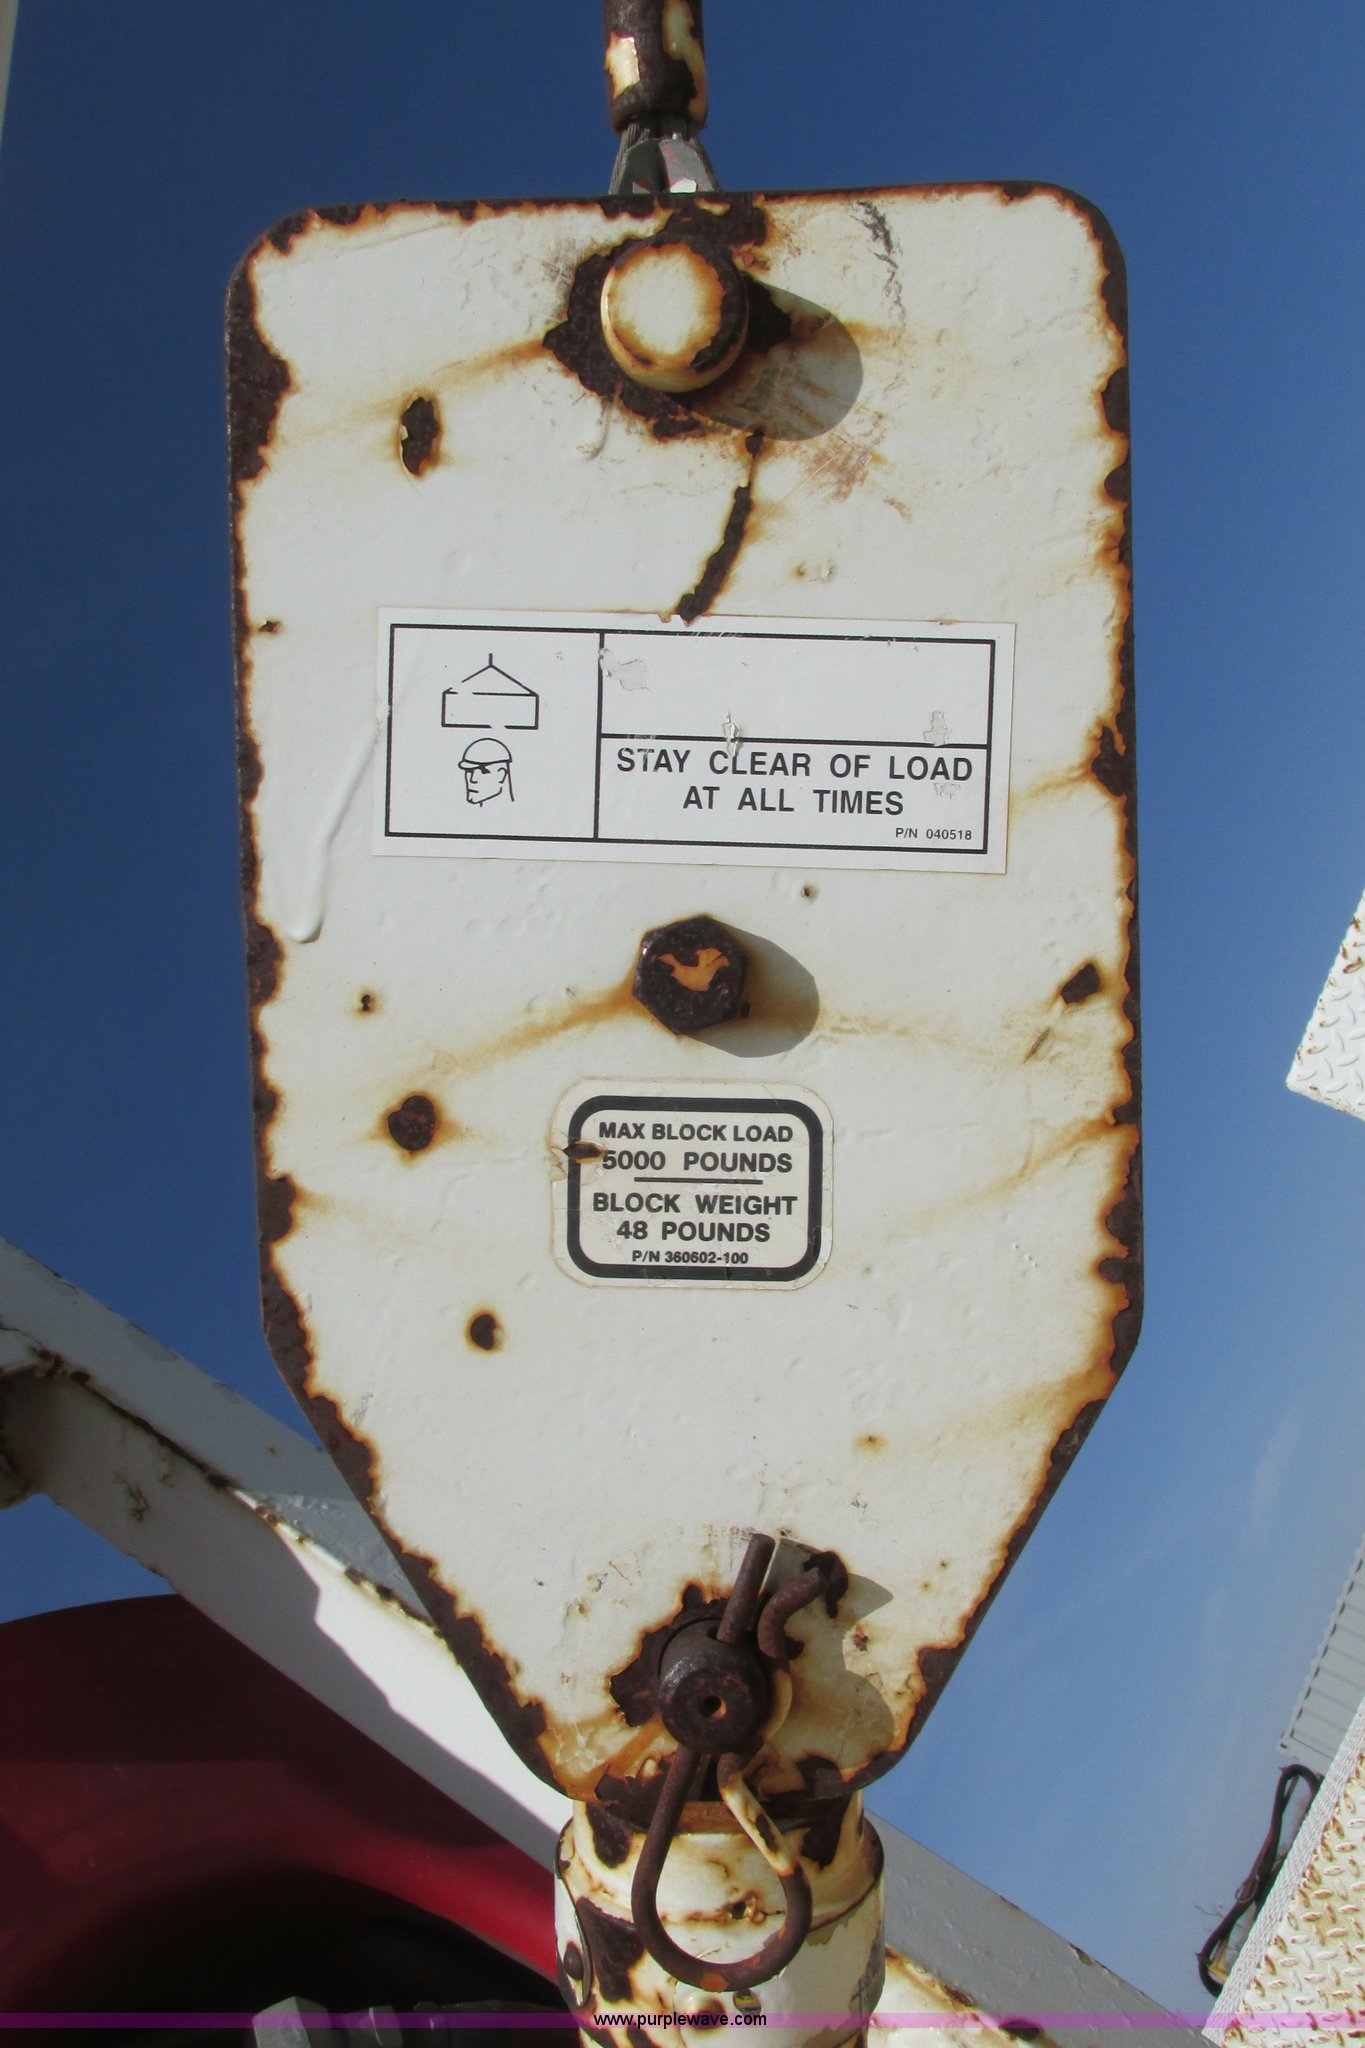 STAY CLEAR OF LOAD
AT ALL TIMES
P/N 040518
MAX BLOCK LOAD
5000 POUNDS
BLOCK WEIGHT
48 POUNDS
P/N 360602-100
www.purplewave.com